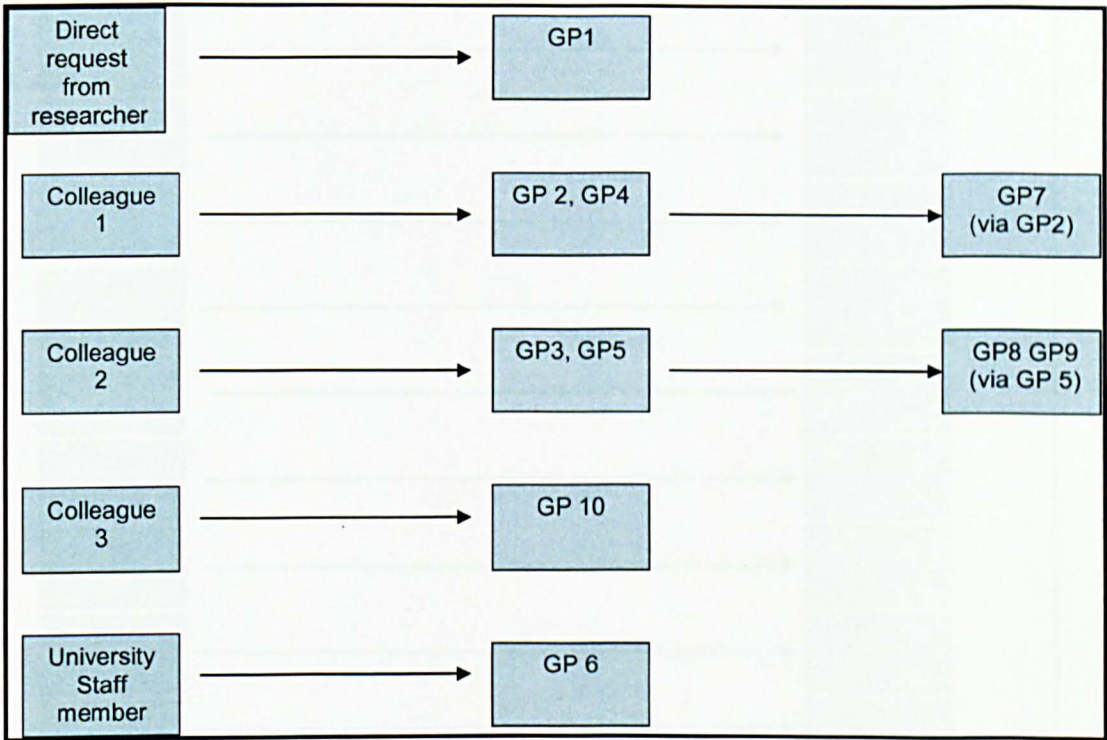 Direct
request
from
researcher
GP1
Colleague
1
GP 2, GP4
GP7
(via GP2)
Colleague
2
GP3, GP5
GP8 GP9
(via GP 5)
Colleague
3
GP 10
University
Staff
member
GP 6